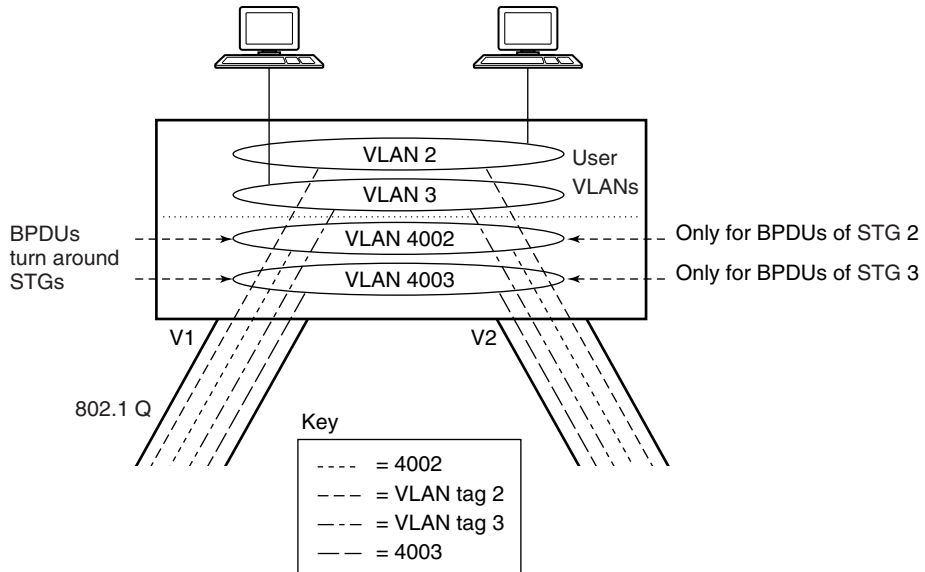 VLAN 2
User
VLANs
VLAN 3
BPDUs
turn around
STGs
VLAN 4002
Only for BPDUs of STG 2
VLAN 4003
Only for BPDUs of STG 3
V1
V2
802.1 Q
Key
= 4002
= VLAN tag 2
= VLAN tag 3
= 4003